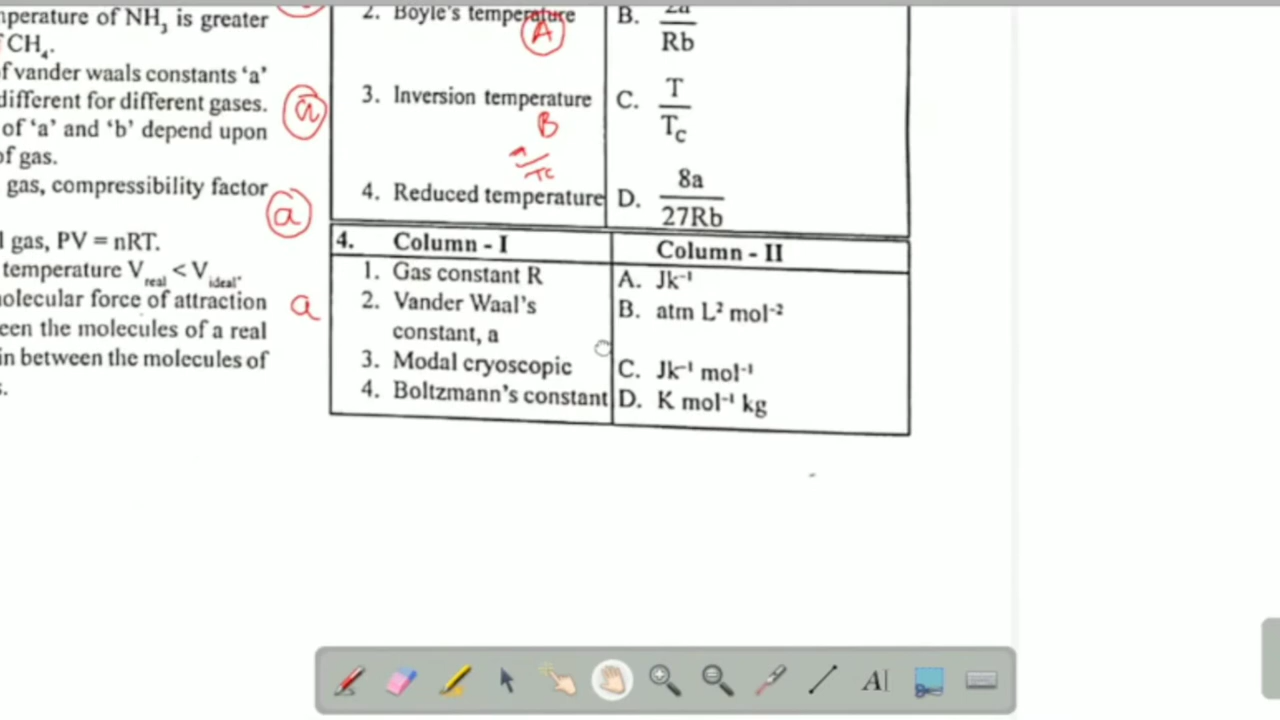 nperature of NH3 is greater
CH4.
f vander waals constants ‘a’
different for different gases.
of ‘a’ and ‘b’ depend upon
of gas.
gas, compressibility factor
l gas, PV = nRT.
temperature Vreal < Videal.
nolecular force of attraction
een the molecules of a real
in between the molecules of
s.
a
a
a
2. Boyle's temperature B. 2a/Rb
A
3. Inversion temperature C. T/Tc
B
/Tc
4. Reduced temperature D. 8a/27Rb
4. Column - I Column - II
1. Gas constant R A. Jk⁻¹
2. Vander Waal's B. atm L² mol⁻²
constant, a
3. Modal cryoscopic C. Jk⁻¹ mol⁻¹
4. Boltzmann's constant D. K mol⁻¹ kg
A